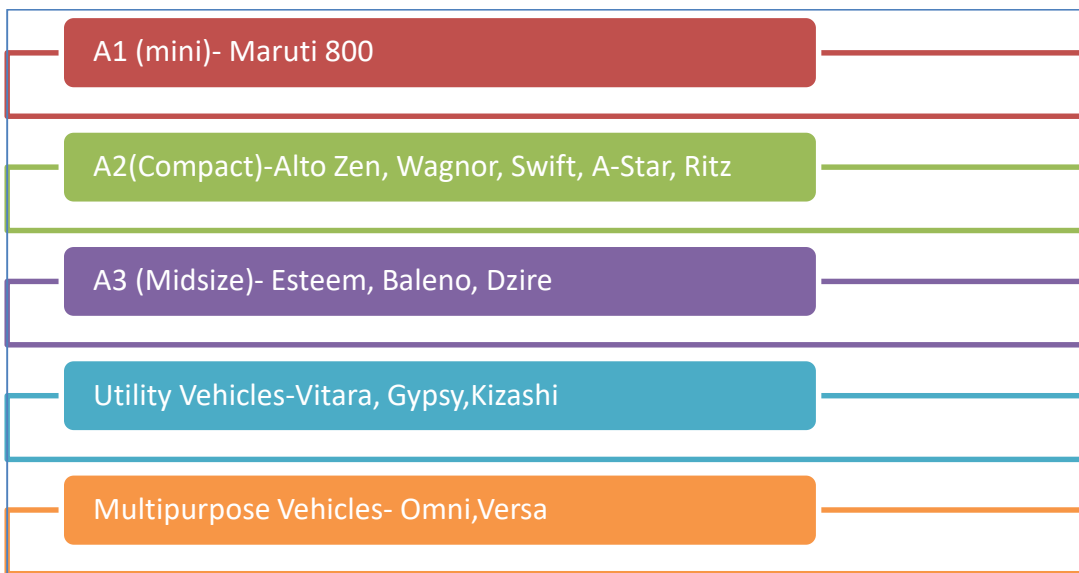 A1 (mini)- Maruti 800
A2(Compact)-Alto Zen, Wagnor, Swift, A-Star, Ritz
A3 (Midsize)- Esteem, Baleno, Dzire
Utility Vehicles-Vitara, Gypsy,Kizashi
Multipurpose Vehicles- Omni,Versa